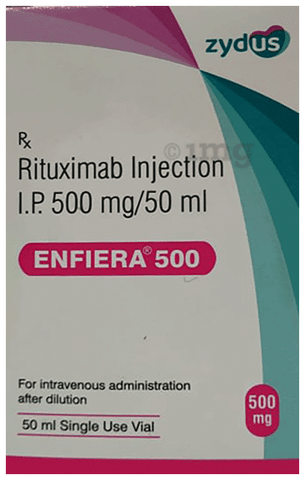 zydus
Rx
©1mg
Rituximab Injection
I.P. 500 mg/50 ml
ENFIERA® 500
For intravenous administration
after dilution
50 ml Single Use Vial
500
mg